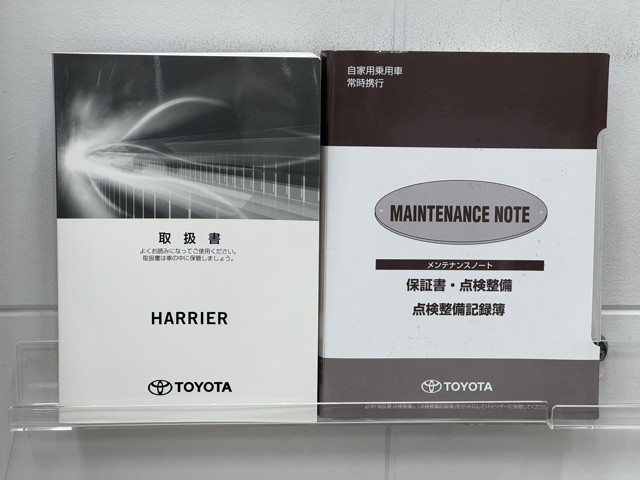 取扱書
よくお読みになってご使用ください。
取扱書は車の中に保管しましょう。
HARRIER
TOYOTA
自家用乗用車
常時携行
MAINTENANCE NOTE
メンテナンスノート
保証書・点検整備
点検整備記録簿
TOYOTA